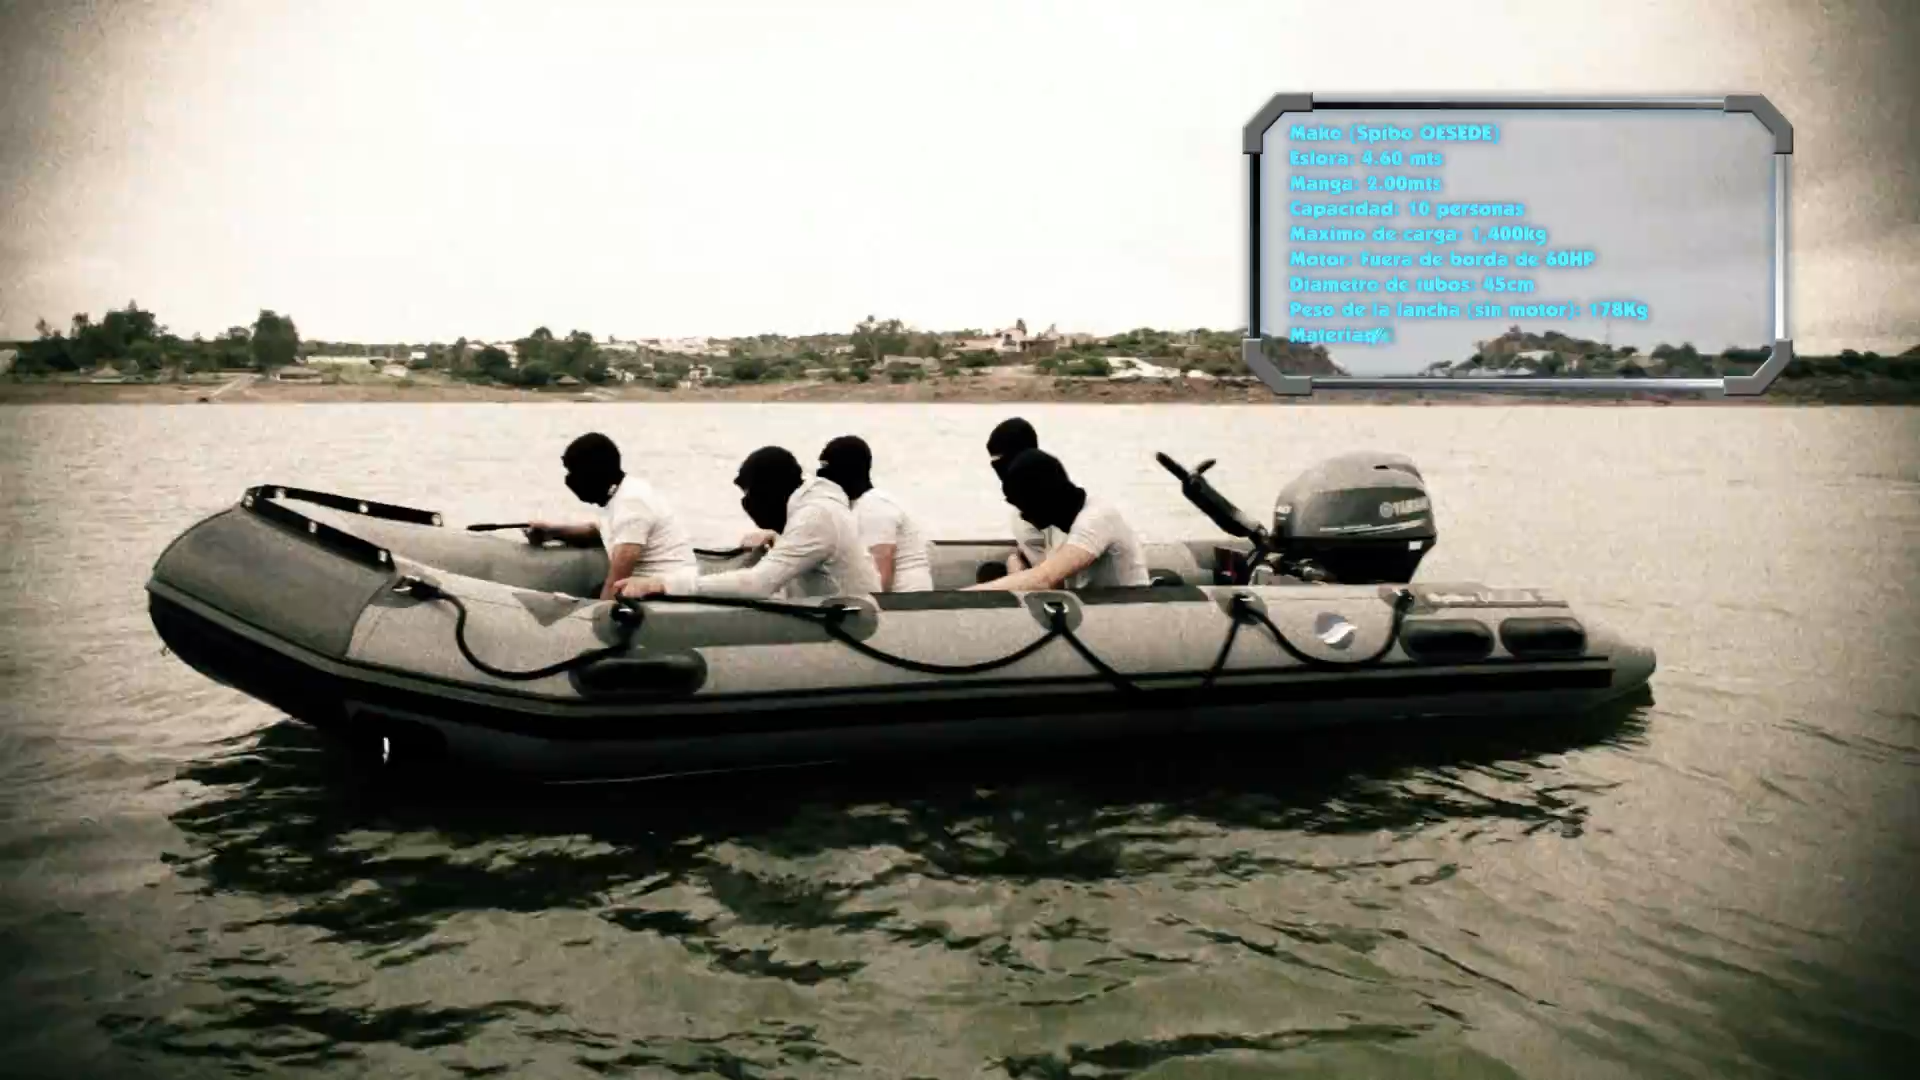 Mako (Spibo OESEDE)
Eslora: 4.60 mts
Manga: 2.00mts
Capacidad: 10 personas
Maximo de carga: 1,400kg
Motor: Fuera de borda de 60HP
Diametro de tubos: 45cm
Peso de la lancha (sin motor): 178Kg
YAMAHA